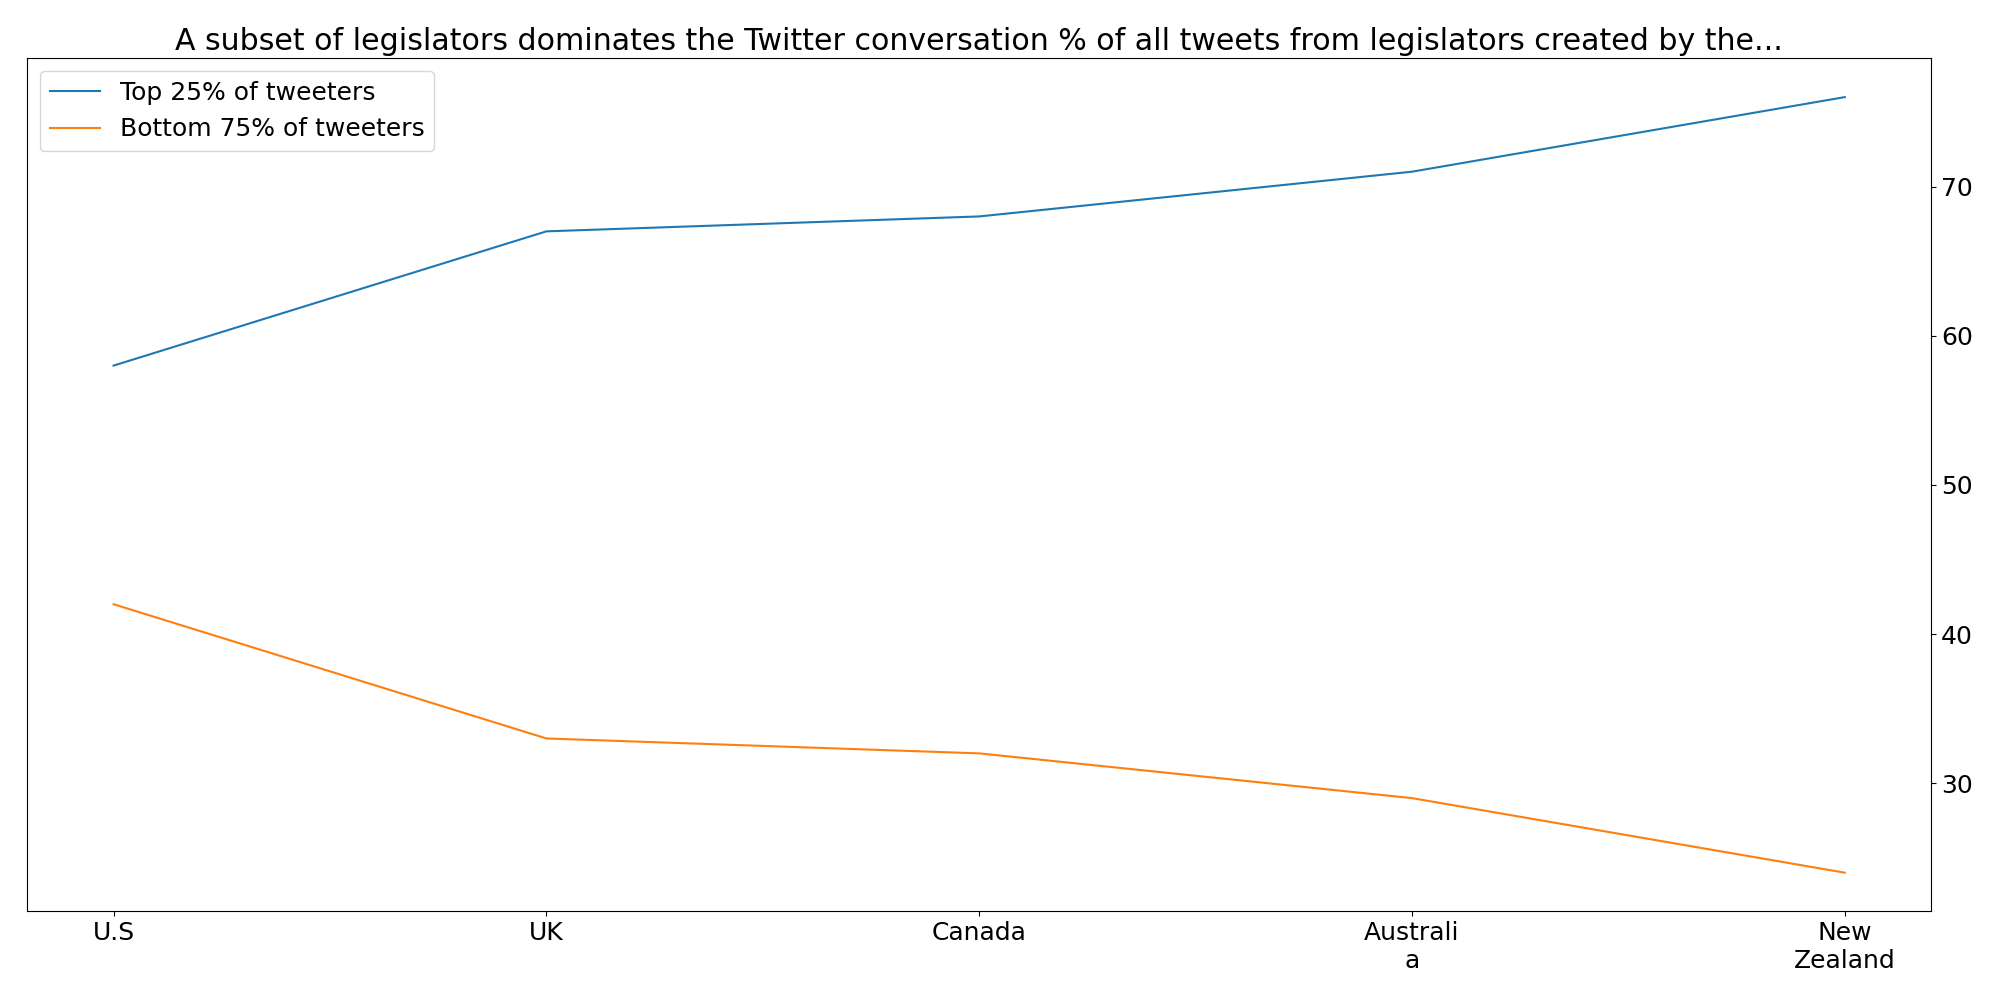 A subset of legislators dominates the Twitter conversation % of all tweets from legislators created by the...
Top 25% of tweeters
Bottom 75% of tweeters
70
60
50
40
30
U.S
UK
Canada
Australi
a
New
Zealand